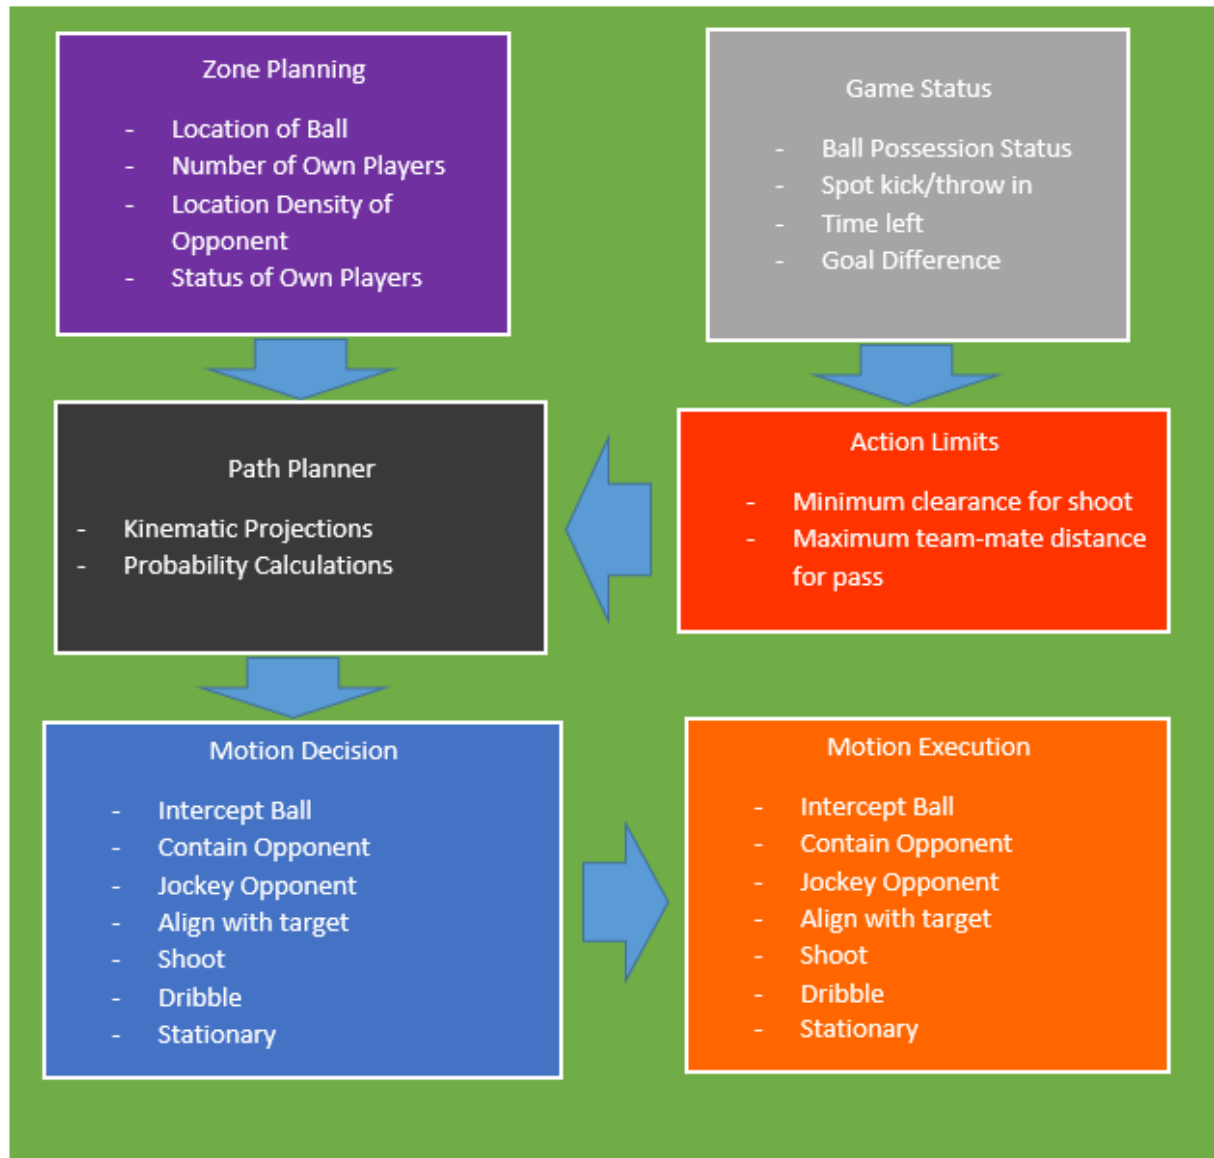 Zone Planning
- Location of Ball
- Number of Own Players
- Location Density of
Opponent
- Status of Own Players
Game Status
- Ball Possession Status
- Spot kick/throw in
- Time left
- Goal Difference
Path Planner
- Kinematic Projections
- Probability Calculations
Action Limits
- Minimum clearance for shoot
- Maximum team-mate distance
for pass
Motion Decision
- Intercept Ball
- Contain Opponent
- Jockey Opponent
- Align with target
- Shoot
- Dribble
- Stationary
Motion Execution
- Intercept Ball
- Contain Opponent
- Jockey Opponent
- Align with target
- Shoot
- Dribble
- Stationary